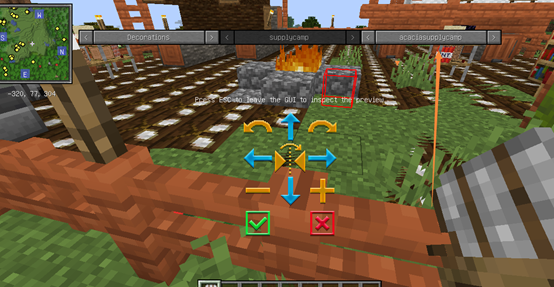 W
S
N
E
< Decorations >
< supplycamp >
< acaciasupplycamp >
-320, 77, 304
Press ESC to leave the GUI to inspect the preview.